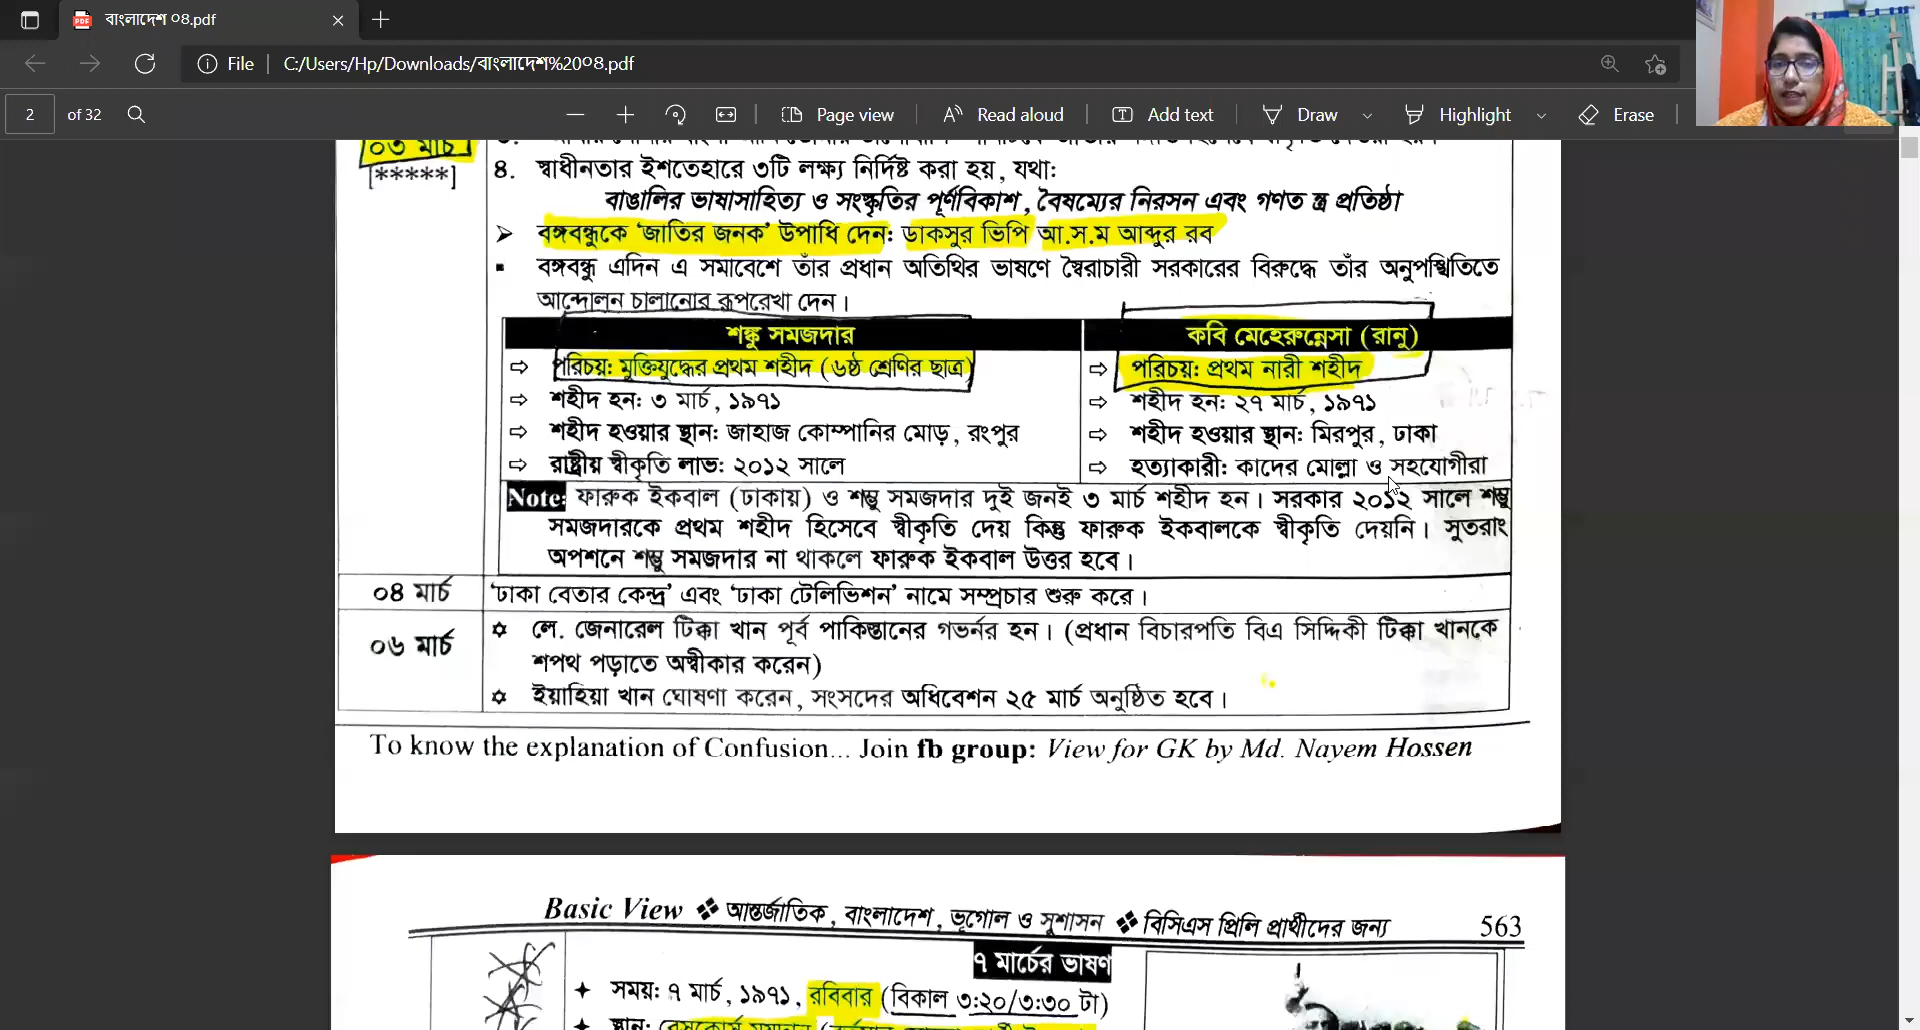 বাংলাদেশ ০৪.pdf
File
C:/Users/Hp/Downloads/বাংলাদেশ%20০৪.pdf
2 of 32
Page view
Read aloud
Add text
Draw
Highlight
Erase
০৩ মার্চ
[*****]
৪. স্বাধীনতার ইশতেহারে ৩টি লক্ষ্য নির্দিষ্ট করা হয়, যথা:
বাঙালির ভাষাসাহিত্য ও সংস্কৃতির পূর্ণবিকাশ, বৈষম্যের নিরসন এবং গণত ন্ত্র প্রতিষ্ঠা
➢ বঙ্গবন্ধুকে ‘জাতির জনক’ উপাধি দেন: ডাকসুর ভিপি আ.স.ম আব্দুর রব
▪ বঙ্গবন্ধু এদিন এ সমাবেশে তাঁর প্রধান অতিথির ভাষণে স্বৈরাচারী সরকারের বিরুদ্ধে তাঁর অনুপস্থিতিতে
আন্দোলন চালানোর রূপরেখা দেন।
শঙ্কু সমজদার
⇨ পরিচয়: মুক্তিযুদ্ধের প্রথম শহীদ (৬ষ্ঠ শ্রেণির ছাত্র)
⇨ শহীদ হন: ৩ মার্চ, ১৯৭১
⇨ শহীদ হওয়ার স্থান: জাহাজ কোম্পানির মোড়, রংপুর
⇨ রাষ্ট্রীয় স্বীকৃতি লাভ: ২০১২ সালে
কবি মেহেরুন্নেসা (রানু)
⇨ পরিচয়: প্রথম নারী শহীদ
⇨ শহীদ হন: ২৭ মার্চ, ১৯৭১
⇨ শহীদ হওয়ার স্থান: মিরপুর, ঢাকা
⇨ হত্যাকারী: কাদের মোল্লা ও সহযোগীরা
Note: ফারুক ইকবাল (ঢাকায়) ও শম্ভু সমজদার দুই জনই ৩ মার্চ শহীদ হন। সরকার ২০১২ সালে শম্ভু
সমজদারকে প্রথম শহীদ হিসেবে স্বীকৃতি দেয় কিন্তু ফারুক ইকবালকে স্বীকৃতি দেয়নি। সুতরাং
অপশনে শম্ভু সমজদার না থাকলে ফারুক ইকবাল উত্তর হবে।
০৪ মার্চ
‘ঢাকা বেতার কেন্দ্র’ এবং ‘ঢাকা টেলিভিশন’ নামে সম্প্রচার শুরু করে।
০৬ মার্চ
✡ লে. জেনারেল টিক্কা খান পূর্ব পাকিস্তানের গভর্নর হন। (প্রধান বিচারপতি বিএ সিদ্দিকী টিক্কা খানকে
শপথ পড়াতে অস্বীকার করেন)
✡ ইয়াহিয়া খান ঘোষণা করেন, সংসদের অধিবেশন ২৫ মার্চ অনুষ্ঠিত হবে।
To know the explanation of Confusion... Join fb group: View for GK by Md. Nayem Hossen
Basic View ❖ আন্তর্জাতিক, বাংলাদেশ, ভূগোল ও সুশাসন ❖ বিসিএস প্রিলি প্রার্থীদের জন্য 563
৭ মার্চের ভাষণ
✦ সময়: ৭ মার্চ, ১৯৭১, রবিবার (বিকাল ৩:২০/৩:৩০ টা)
✦ স্থান: